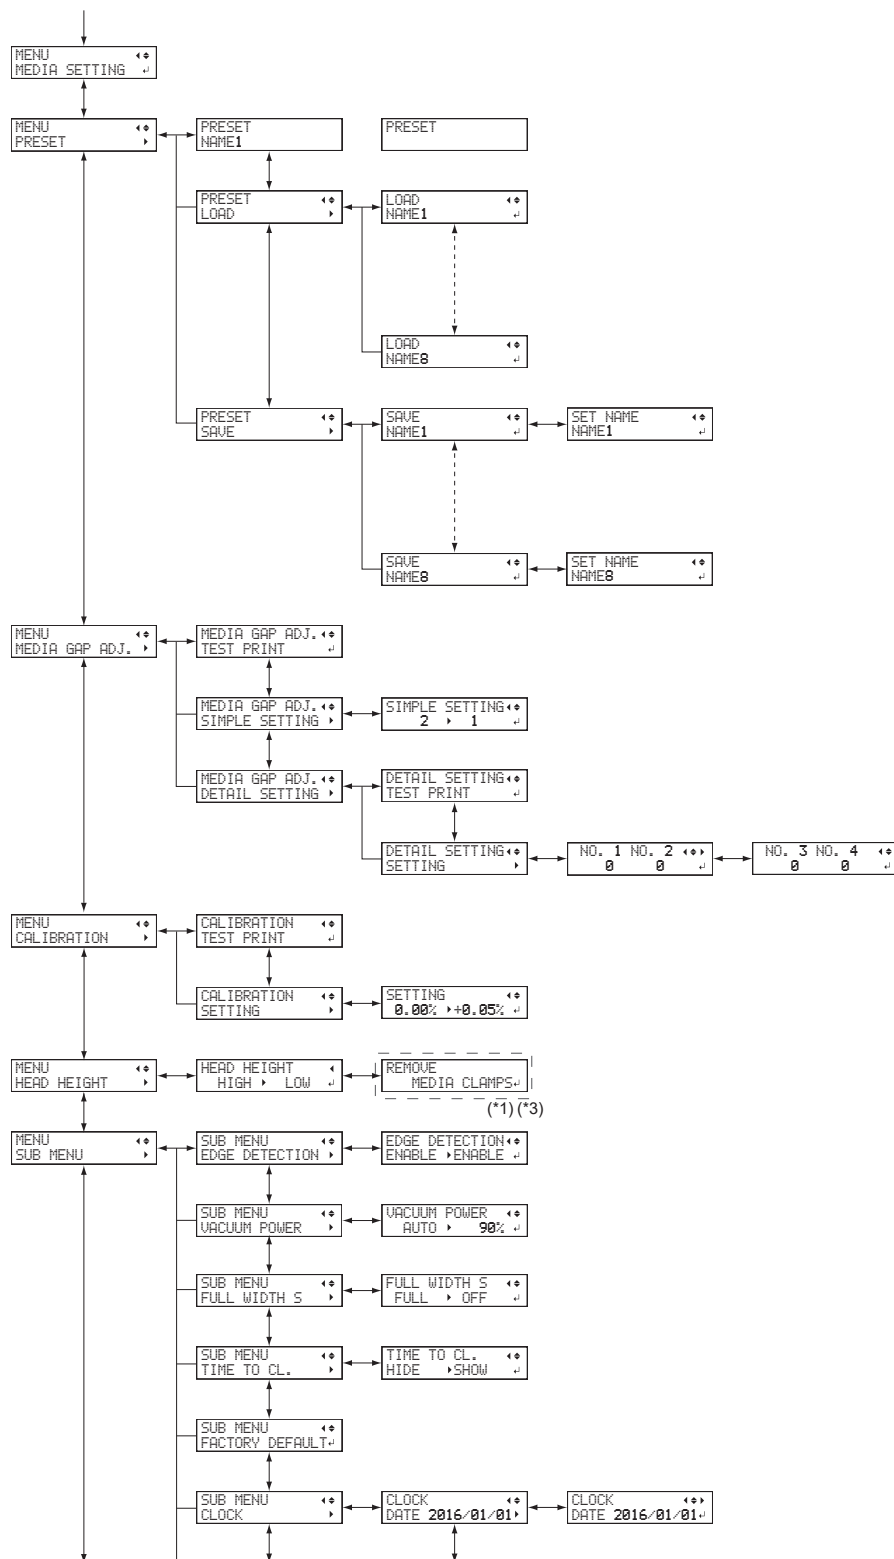 MENU
MEDIA SETTING
MENU
PRESET
PRESET
NAME1
PRESET
PRESET
LOAD
LOAD
NAME1
LOAD
NAME8
PRESET
SAVE
SAVE
NAME1
SET NAME
NAME1
SAVE
NAME8
SET NAME
NAME8
MENU
MEDIA GAP ADJ.
MEDIA GAP ADJ.
TEST PRINT
MEDIA GAP ADJ.
SIMPLE SETTING
SIMPLE SETTING
2 1
MEDIA GAP ADJ.
DETAIL SETTING
DETAIL SETTING
TEST PRINT
DETAIL SETTING
SETTING
NO. 1 NO. 2
0 0
NO. 3 NO. 4
0 0
MENU
CALIBRATION
CALIBRATION
TEST PRINT
CALIBRATION
SETTING
SETTING
0.00% +0.05%
MENU
HEAD HEIGHT
HEAD HEIGHT
HIGH LOW
REMOVE
MEDIA CLAMPS
(*1) (*3)
MENU
SUB MENU
SUB MENU
EDGE DETECTION
EDGE DETECTION
ENABLE ENABLE
SUB MENU
VACUUM POWER
VACUUM POWER
AUTO 90%
SUB MENU
FULL WIDTH S
FULL WIDTH S
FULL OFF
SUB MENU
TIME TO CL.
TIME TO CL.
HIDE SHOW
SUB MENU
FACTORY DEFAULT
SUB MENU
CLOCK
CLOCK
DATE 2016/01/01
CLOCK
DATE 2016/01/01